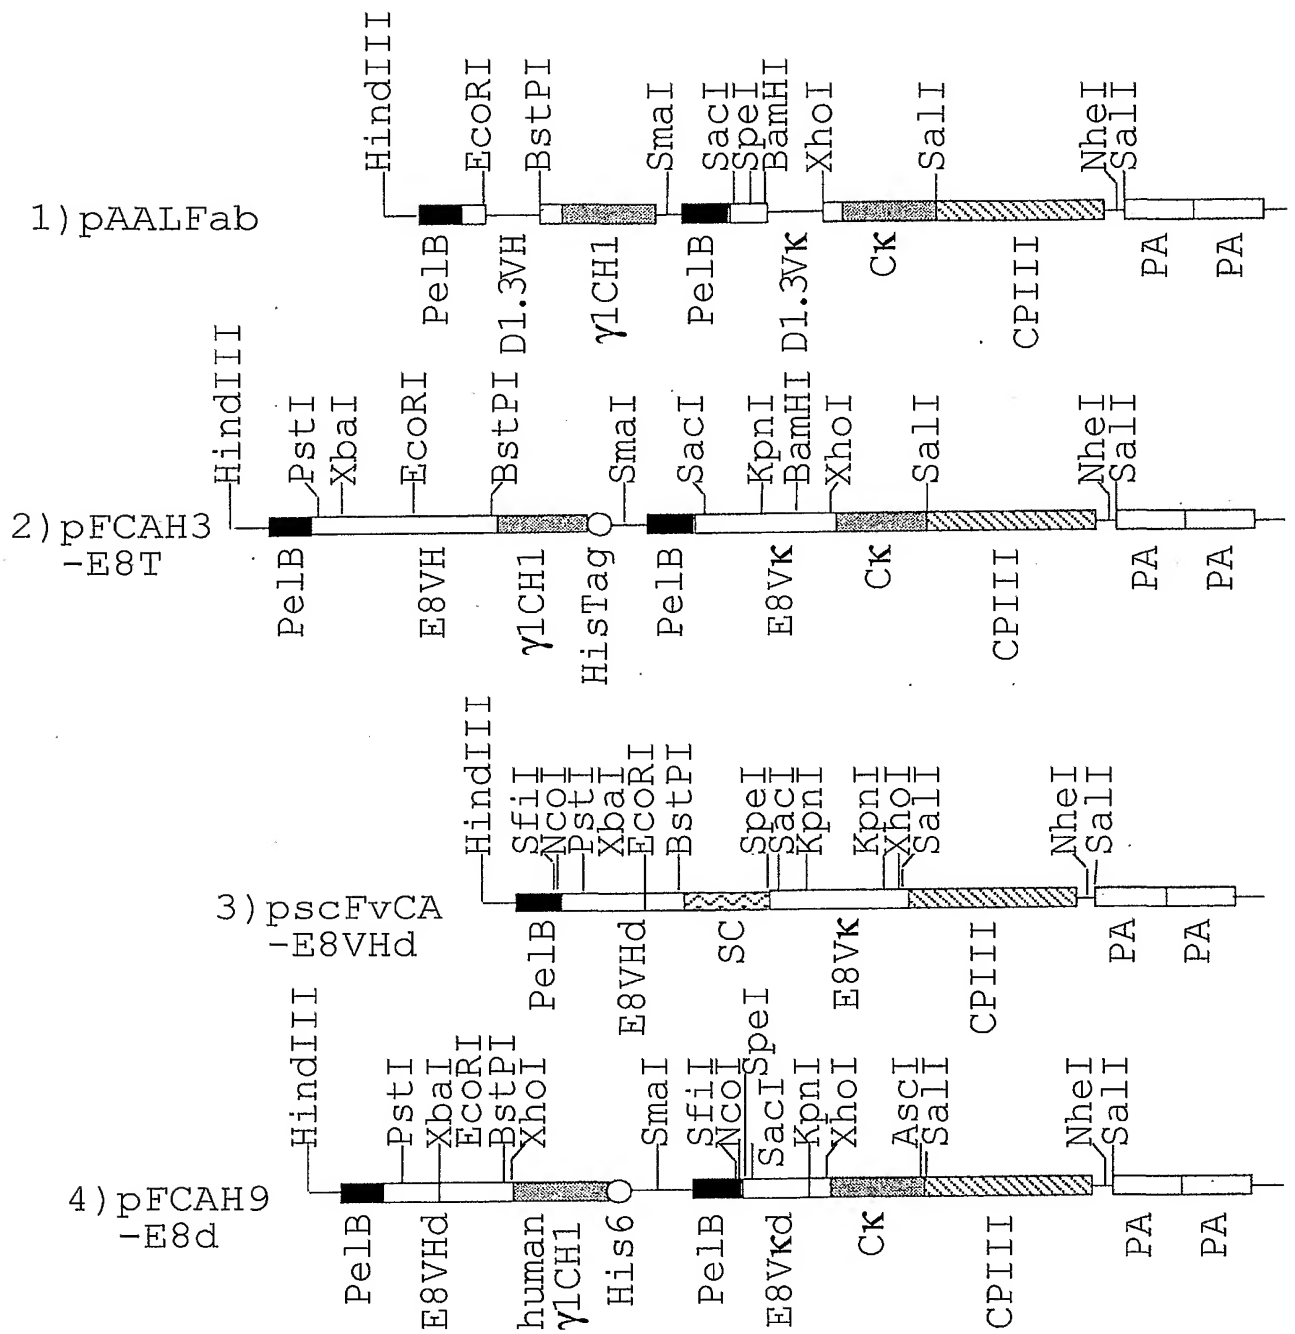 HindIII EcoRI BstPI SmaI SacI SpeI BamHI XhoI SalI NheI SalI
1)pAALFab
PelB D1.3VH γ1CH1 PelB D1.3Vκ Cκ CPIII PA PA
HindIII PstI XbaI EcoRI BstPI SmaI SacI KpnI BamHI XhoI SalI NheI SalI
2)pFCAH3
-E8T
PelB E8VH γ1CH1 HisTag PelB E8Vκ Cκ CPIII PA PA
HindIII SfiI NcoI PstI XbaI EcoRI BstPI SpeI SacI KpnI KpnI XhoI SalI NheI SalI
3)pscFvCA
-E8VHd
PelB E8VHd SC E8Vκ CPIII PA PA
HindIII PstI XbaI EcoRI BstPI XhoI SmaI SfiI NcoI SpeI SacI KpnI XhoI AscI SalI NheI SalI
4)pFCAH9
-E8d
PelB E8VHd human γ1CH1 His6 PelB E8Vκd Cκ CPIII PA PA